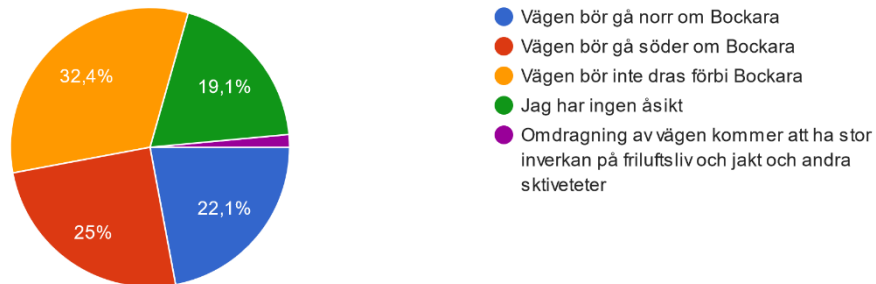 32,4%
19,1%
22,1%
25%
Vägen bör gå norr om Bockara
Vägen bör gå söder om Bockara
Vägen bör inte dras förbi Bockara
Jag har ingen åsikt
Omdragning av vägen kommer att ha stor
inverkan på friluftsliv och jakt och andra
sktiveteter